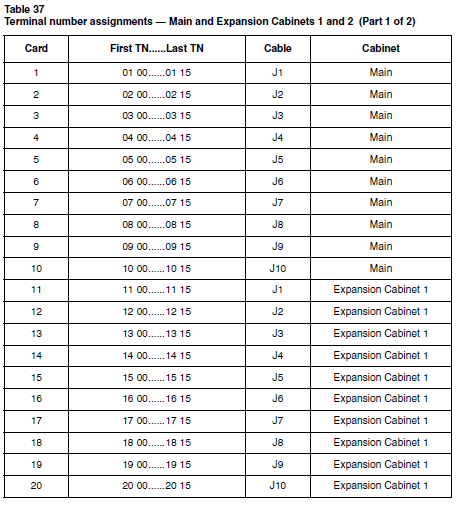 Table 37
Terminal number assignments — Main and Expansion Cabinets 1 and 2 (Part 1 of 2)
Card First TN......Last TN Cable Cabinet
1 01 00......01 15 J1 Main
2 02 00......02 15 J2 Main
3 03 00......03 15 J3 Main
4 04 00......04 15 J4 Main
5 05 00......05 15 J5 Main
6 06 00......06 15 J6 Main
7 07 00......07 15 J7 Main
8 08 00......08 15 J8 Main
9 09 00......09 15 J9 Main
10 10 00......10 15 J10 Main
11 11 00......11 15 J1 Expansion Cabinet 1
12 12 00......12 15 J2 Expansion Cabinet 1
13 13 00......13 15 J3 Expansion Cabinet 1
14 14 00......14 15 J4 Expansion Cabinet 1
15 15 00......15 15 J5 Expansion Cabinet 1
16 16 00......16 15 J6 Expansion Cabinet 1
17 17 00......17 15 J7 Expansion Cabinet 1
18 18 00......18 15 J8 Expansion Cabinet 1
19 19 00......19 15 J9 Expansion Cabinet 1
20 20 00......20 15 J10 Expansion Cabinet 1